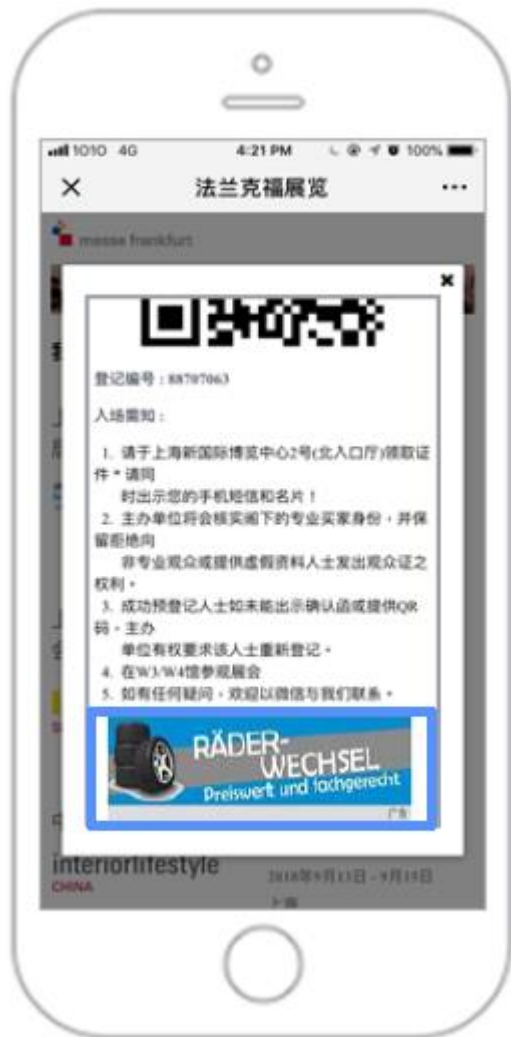 1010 4G 4:21 PM 100%
法兰克福展览
messe frankfurt
登记编号：88707063
入场需知：
1. 请于上海新国际博览中心2号(北入口厅)领取证
件 * 请同
时出示您的手机短信和名片！
2. 主办单位将会核实阁下的专业买家身份，并保
留拒绝向
非专业观众或提供虚假资料人士发出观众证之
权利。
3. 成功预登记人士如未能出示确认函或提供QR
码，主办
单位有权要求该人士重新登记。
4. 在W3/W4馆参观展会
5. 如有任何疑问，欢迎以微信与我们联系。
RÄDER-
WECHSEL
Preiswert und fachgerecht
广告
interiorlifestyle
CHINA
上海